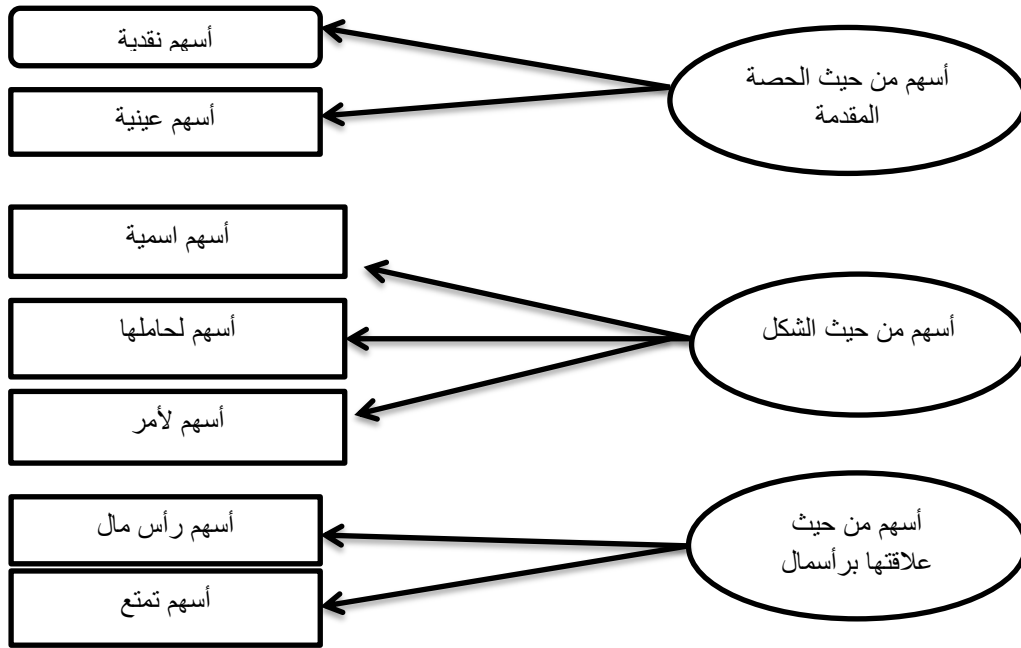 أسهم من حيث الحصة
المقدمة
أسهم نقدية
أسهم عينية
أسهم من حيث الشكل
أسهم اسمية
أسهم لحاملها
أسهم لأمر
أسهم من حيث
علاقتها برأسمال
أسهم رأس مال
أسهم تمتع